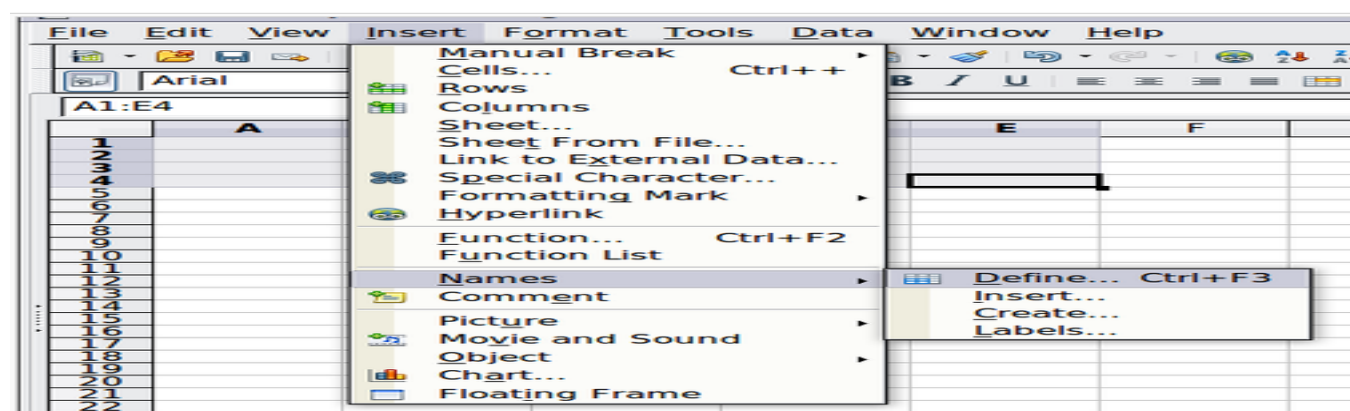 File Edit View Insert Format Tools Data Window Help
Arial B I U
A1:E4
A E F
Manual Break
Cells... Ctrl++
Rows
Columns
Sheet...
Sheet From File...
Link to External Data...
Special Character...
Formatting Mark
Hyperlink
Function... Ctrl+F2
Function List
Names
Comment
Picture
Movie and Sound
Object
Chart...
Floating Frame
Define... Ctrl+F3
Insert...
Create...
Labels...
1
2
3
4
5
6
7
8
9
10
11
12
13
14
15
16
17
18
19
20
21
22